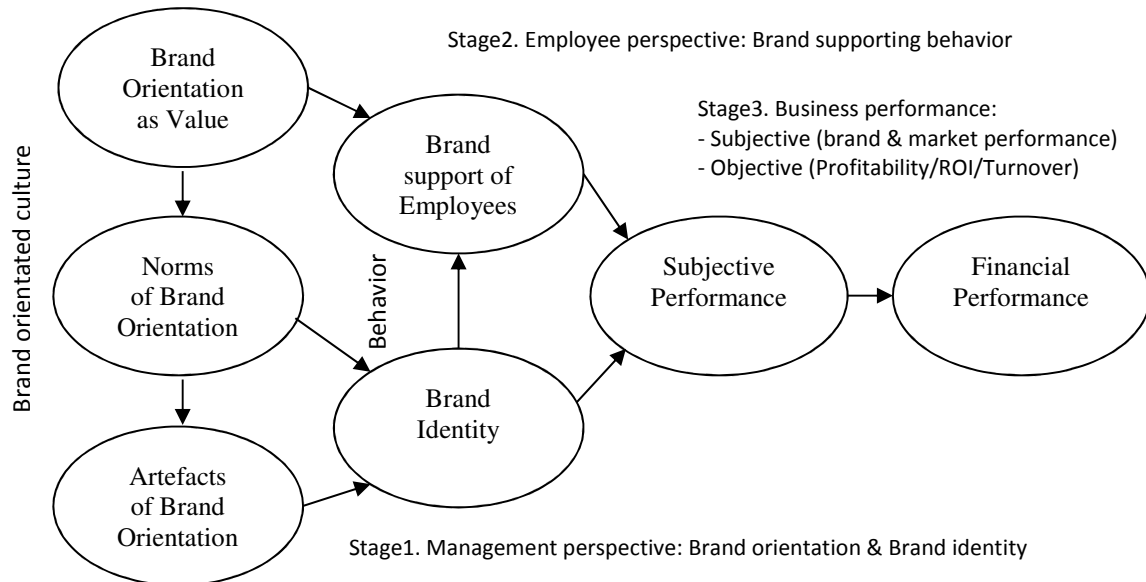 Stage2. Employee perspective: Brand supporting behavior
Brand
Orientation
as Value
Stage3. Business performance:
- Subjective (brand & market performance)
- Objective (Profitability/ROI/Turnover)
Brand
support of
Employees
Brand orientated culture
Norms
of Brand
Orientation
Behavior
Subjective
Performance
Financial
Performance
Brand
Identity
Artefacts
of Brand
Orientation
Stage1. Management perspective: Brand orientation & Brand identity